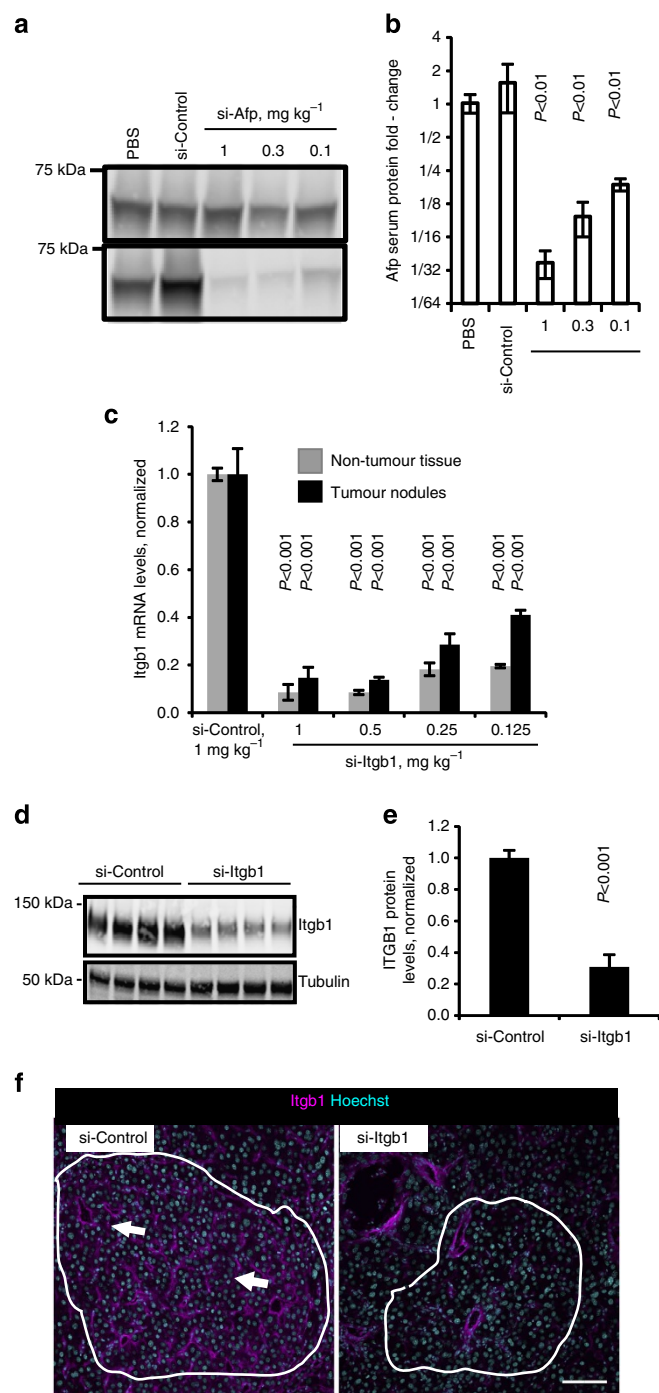 a
PBS
si-Control
si-Afp, mg kg⁻¹
1 0.3 0.1
75 kDa
75 kDa
b
Afp serum protein fold - change
4
2
1
1/2
1/4
1/8
1/16
1/32
1/64
P<0.01
P<0.01
P<0.01
PBS
si-Control
1 0.3 0.1
c
Itgb1 mRNA levels, normalized
1.2
1.0
0.8
0.6
0.4
0.2
0.0
Non-tumour tissue
Tumour nodules
P<0.001
P<0.001
P<0.001
P<0.001
P<0.001
P<0.001
P<0.001
P<0.001
si-Control,
1 mg kg⁻¹
1 0.5 0.25 0.125
si-Itgb1, mg kg⁻¹
d
si-Control si-Itgb1
150 kDa
Itgb1
50 kDa
Tubulin
e
ITGB1 protein
levels, normalized
1.2
1.0
0.8
0.6
0.4
0.2
0.0
P<0.001
si-Control si-Itgb1
f
Itgb1 Hoechst
si-Control
si-Itgb1